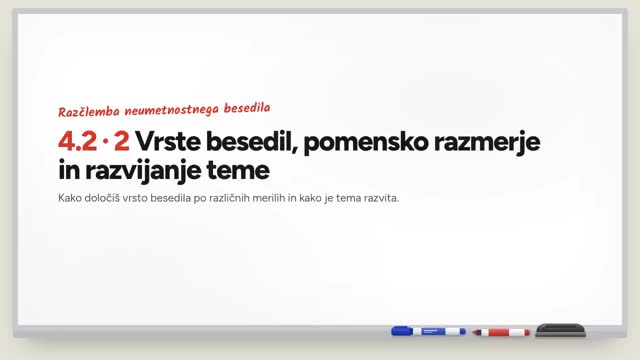 Razčlemba neumetnostnega besedila
4.2 · 2 Vrste besedil, pomensko razmerje
in razvijanje teme
Kako določiš vrsto besedila po različnih merilih in kako je tema razvita.